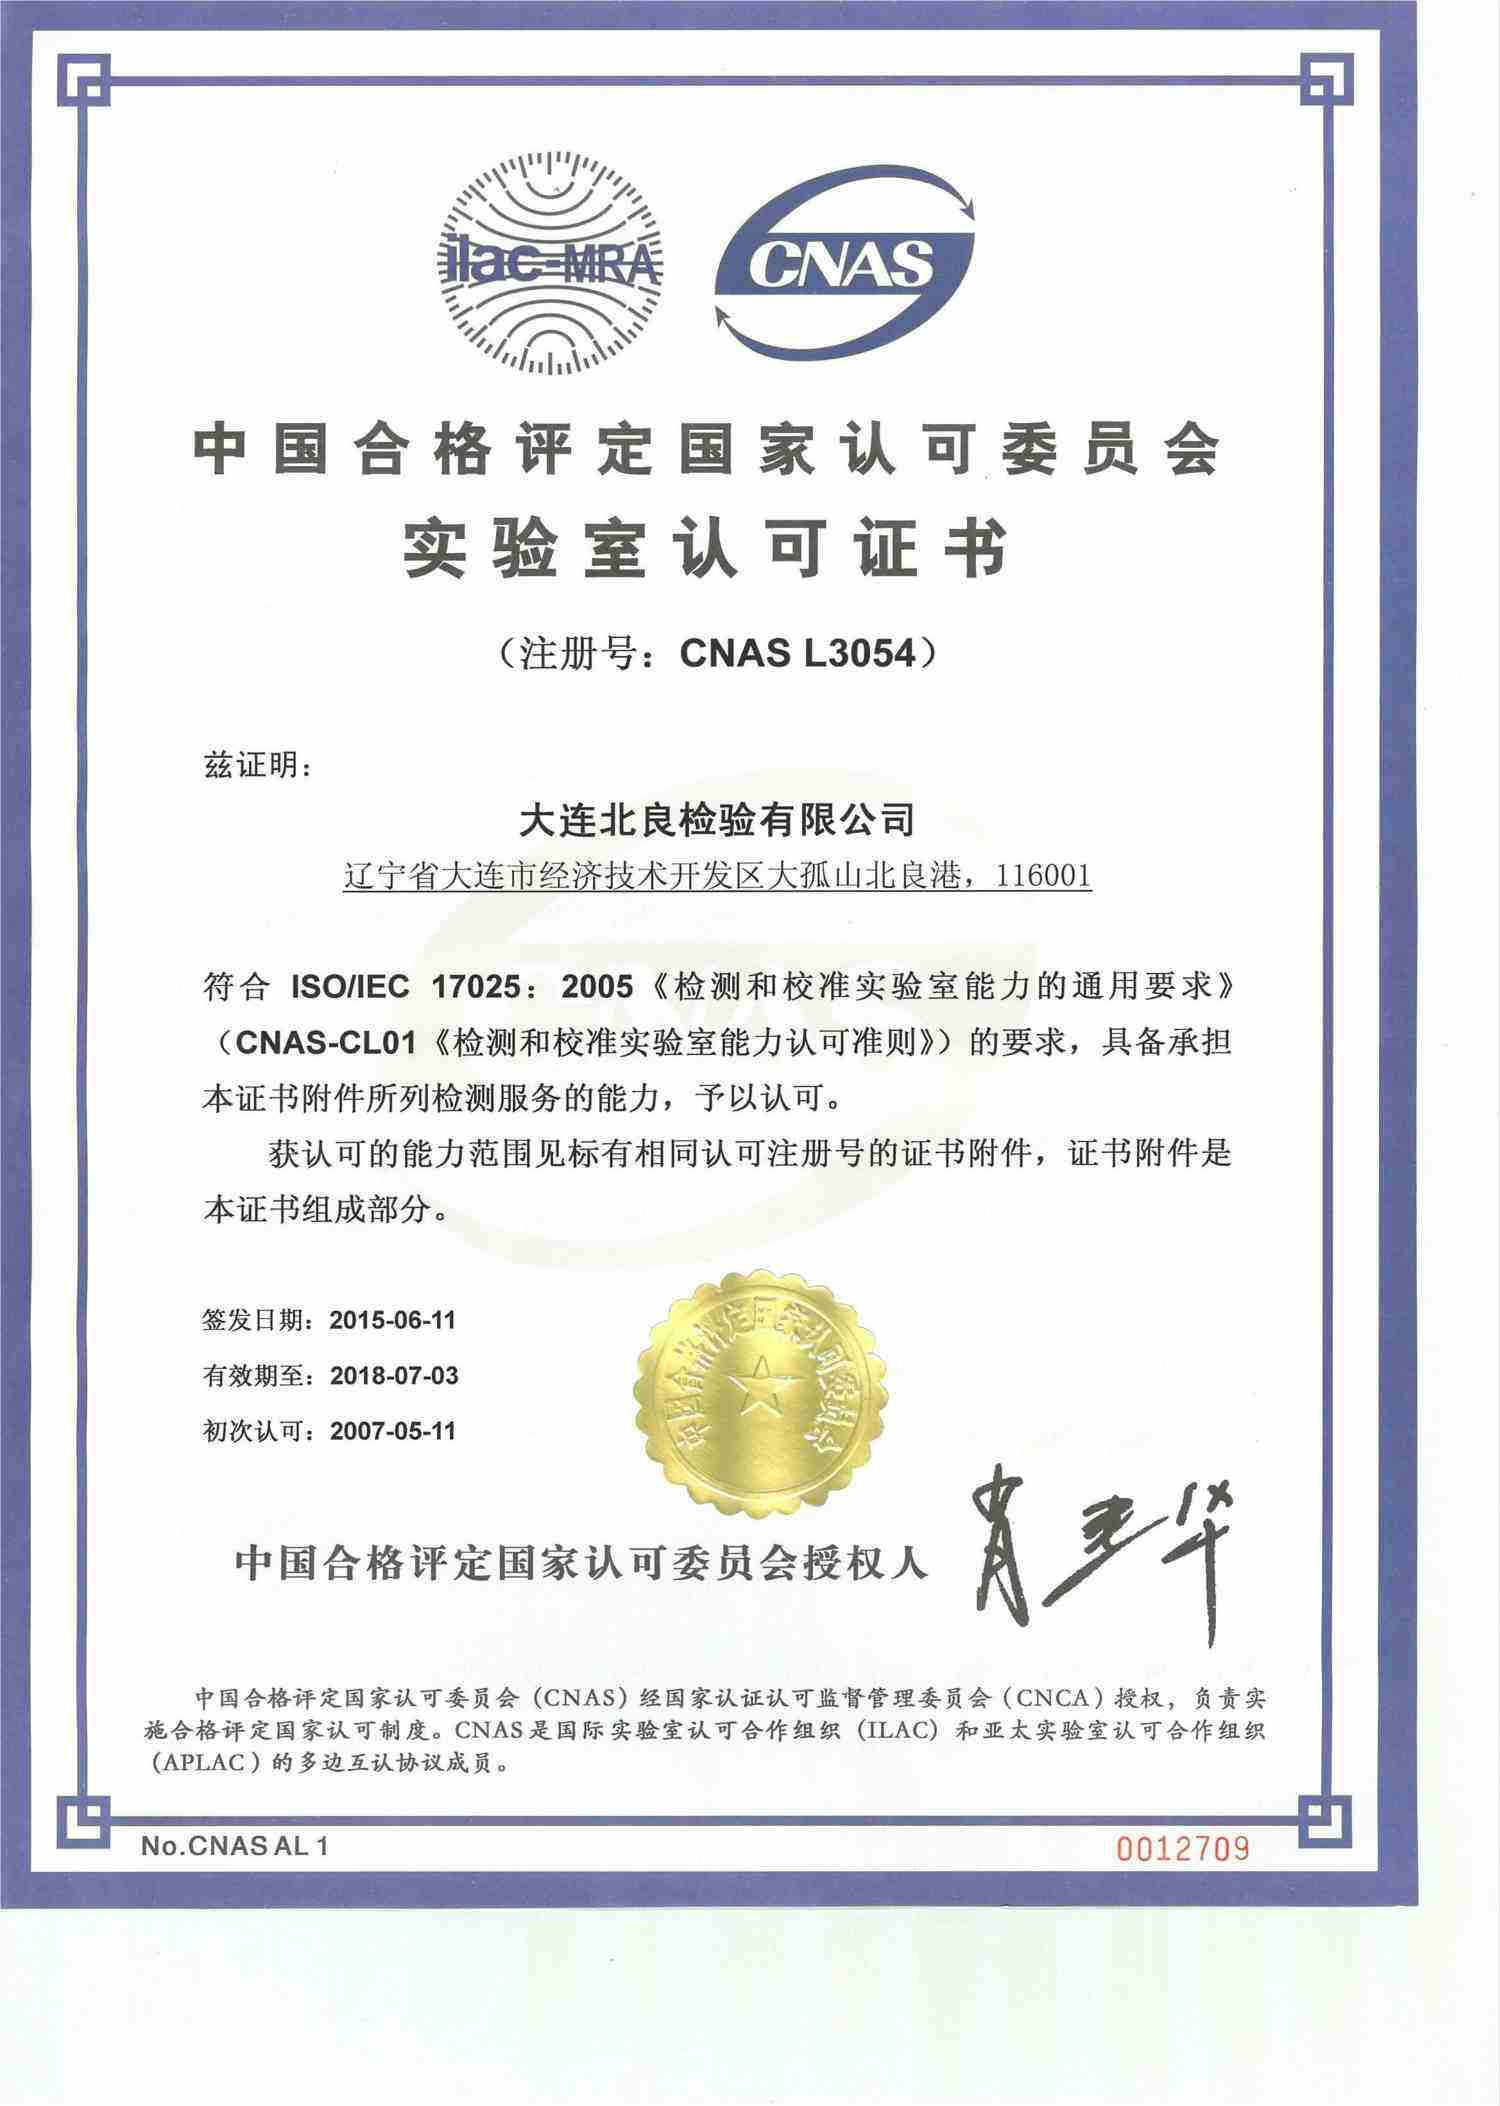 ilac-MRA
CNAS
中国合格评定国家认可委员会
实验室认可证书
（注册号：CNAS L3054）
兹证明：
大连北良检验有限公司
辽宁省大连市经济技术开发区大孤山北良港，116001
符合 ISO/IEC 17025：2005《检测和校准实验室能力的通用要求》
（CNAS-CL01《检测和校准实验室能力认可准则》）的要求，具备承担
本证书附件所列检测服务的能力，予以认可。
获认可的能力范围见标有相同认可注册号的证书附件，证书附件是
本证书组成部分。
签发日期：2015-06-11
有效期至：2018-07-03
初次认可：2007-05-11
中国合格评定国家认可委员会
中国合格评定国家认可委员会授权人
中国合格评定国家认可委员会（CNAS）经国家认证认可监督管理委员会（CNCA）授权，负责实
施合格评定国家认可制度。CNAS是国际实验室认可合作组织（ILAC）和亚太实验室认可合作组织
（APLAC）的多边互认协议成员。
No.CNAS AL 1
0012709